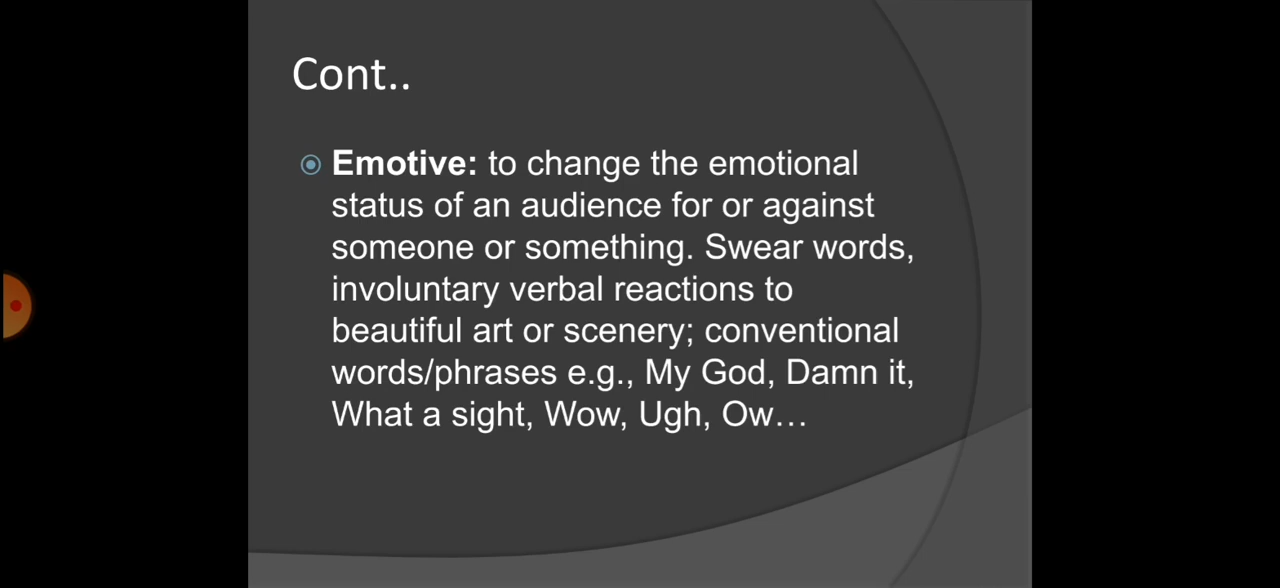 Cont..
Emotive: to change the emotional
status of an audience for or against
someone or something. Swear words,
involuntary verbal reactions to
beautiful art or scenery; conventional
words/phrases e.g., My God, Damn it,
What a sight, Wow, Ugh, Ow…